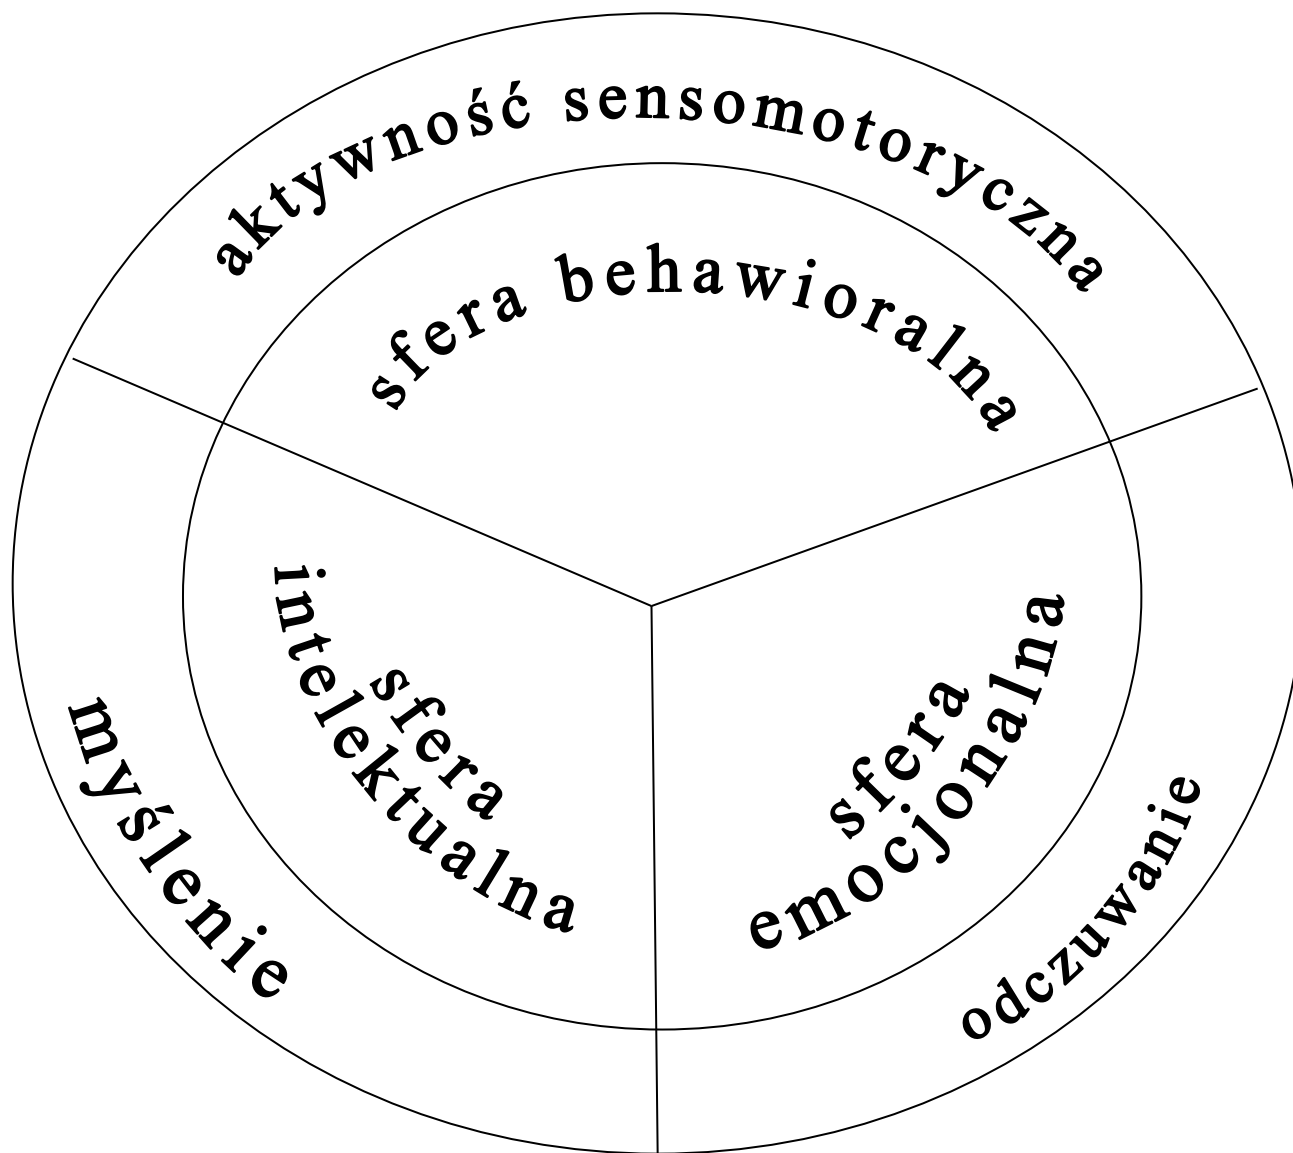 aktywność sensomotoryczna
sfera behawioralna
sfera
intelektualna
sfera
emocjonalna
myślenie
odczuwanie